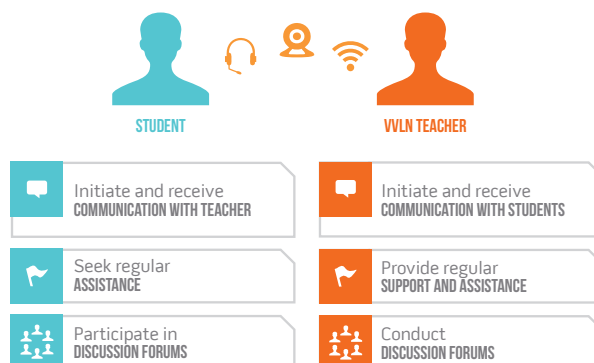 STUDENT
VVLN TEACHER
Initiate and receive
COMMUNICATION WITH TEACHER
Seek regular
ASSISTANCE
Participate in
DISCUSSION FORUMS
Initiate and receive
COMMUNICATION WITH STUDENTS
Provide regular
SUPPORT AND ASSISTANCE
Conduct
DISCUSSION FORUMS